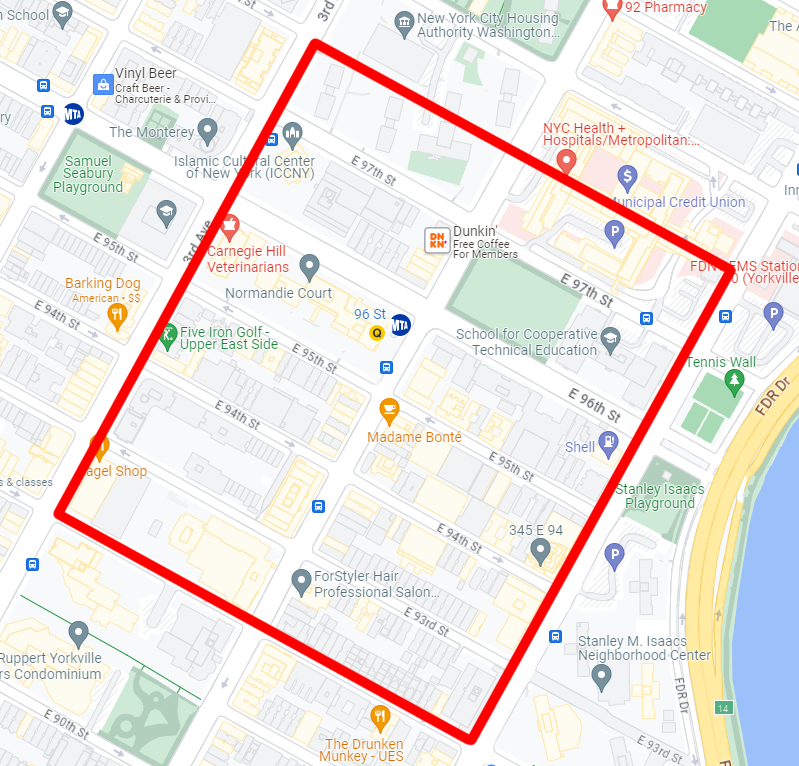 n School
3rd
New York City Housing
Authority Washington...
92 Pharmacy
The A
Vinyl Beer
Craft Beer -
Charcuterie & Provi...
MTA
ry
The Monterey
Islamic Cultural Center
of New York (ICCNY)
NYC Health +
Hospitals/Metropolitan:...
Samuel
Seabury
Playground
E 97th St
$
Municipal Credit Union
Inn
P
E 95th St
3rd Ave
Carnegie Hill
Veterinarians
DN
KN'
Dunkin'
Free Coffee
For Members
FDN
EMS Station
0 (Yorkville
Barking Dog
American • $$
Normandie Court
E 97th St
P
E 94th St
96 St
Q
MTA
Five Iron Golf -
Upper East Side
School for Cooperative
Technical Education
E 95th St
Tennis Wall
FDR Dr
E 96th St
E 94th St
Madame Bonté
Shell
E 95th St
agel Shop
s & classes
Stanley Isaacs
Playground
345 E 94
E 94th St
P
ForStyler Hair
Professional Salon...
E 93rd St
Ruppert Yorkville
rs Condominium
Stanley M. Isaacs
Neighborhood Center
FDR Dr
14
E 90th St
The Drunken
Munkey - UES
E 93rd St